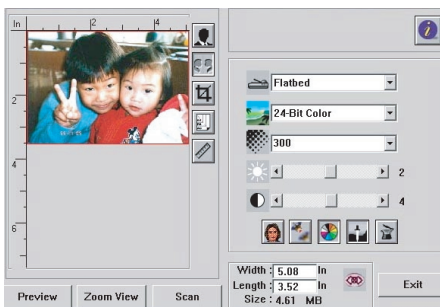 In
2
4
2
4
6
Flatbed
24-Bit Color
300
2
4
Width : 5.08 In
Length : 3.52 In
Size : 4.61 MB
Preview
Zoom View
Scan
Exit